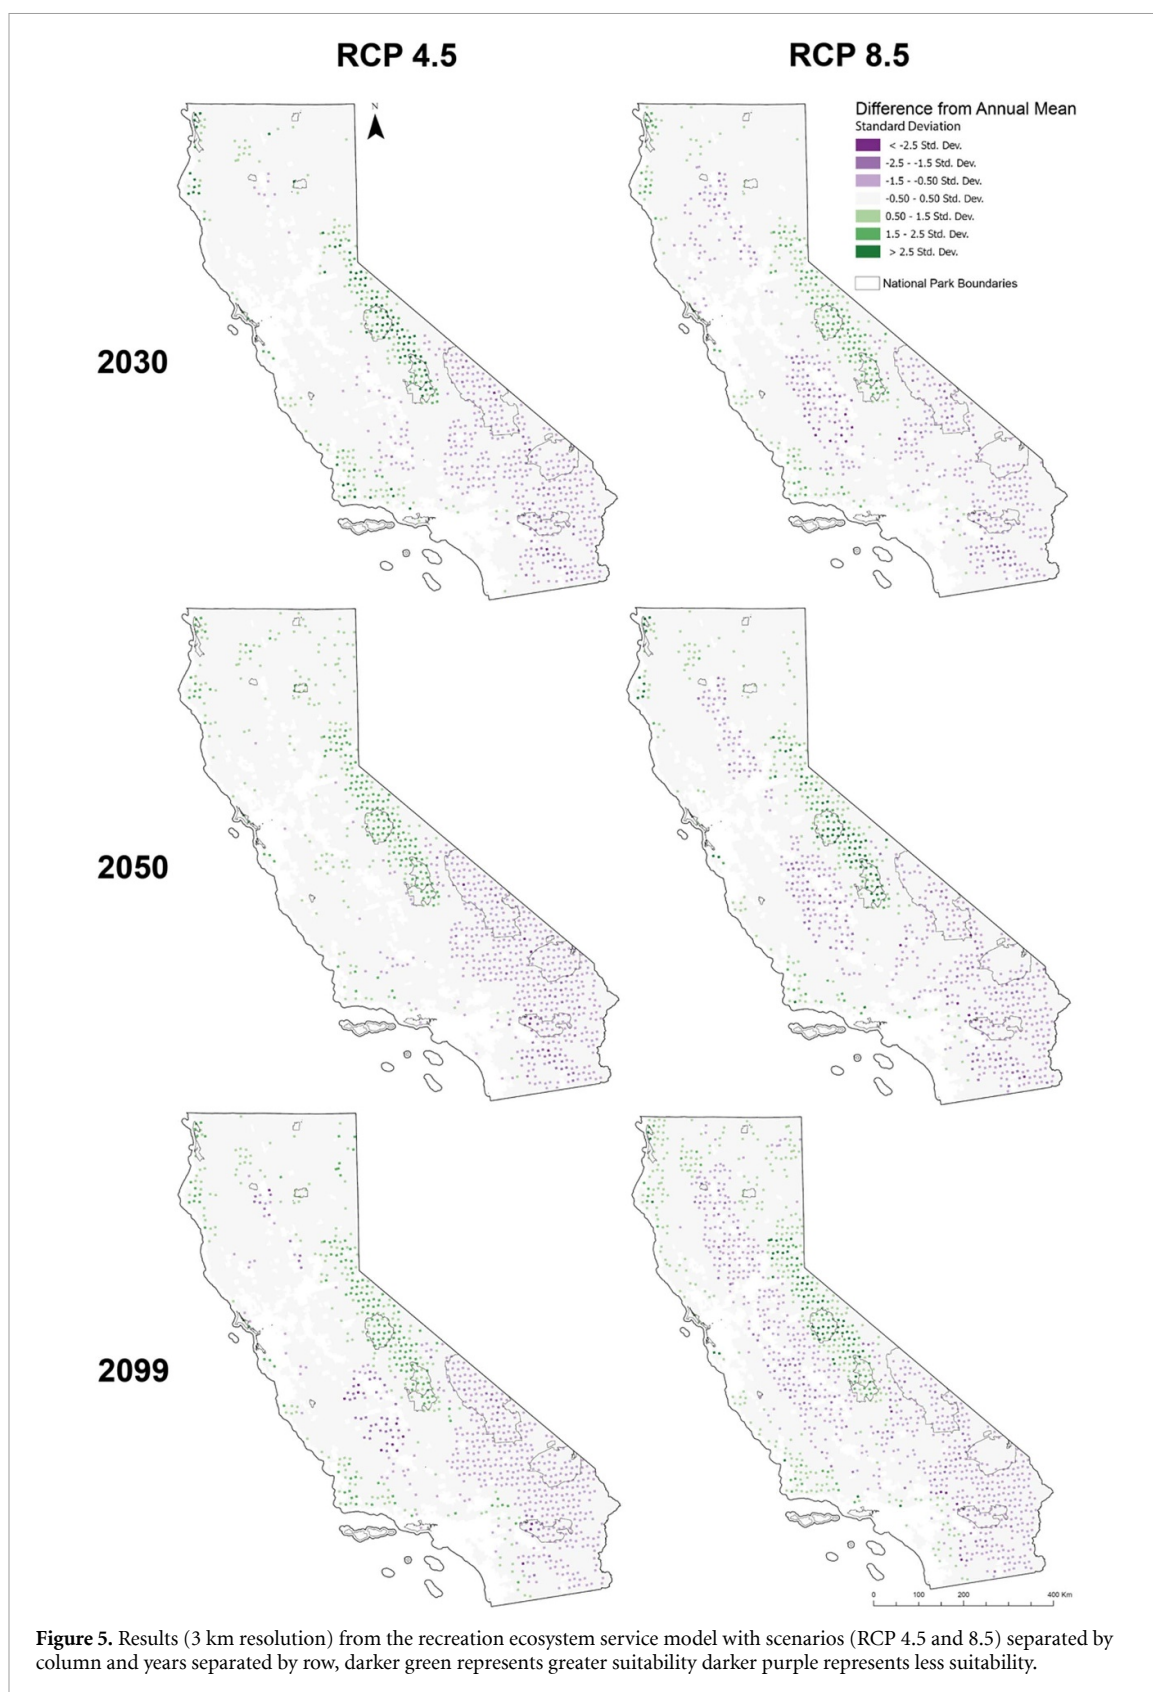 RCP 4.5
RCP 8.5
N
Difference from Annual Mean
Standard Deviation
< -2.5 Std. Dev.
-2.5 - -1.5 Std. Dev.
-1.5 - -0.50 Std. Dev.
-0.50 - 0.50 Std. Dev.
0.50 - 1.5 Std. Dev.
1.5 - 2.5 Std. Dev.
> 2.5 Std. Dev.
National Park Boundaries
2030
2050
2099
0 100 200 400 Km
Figure 5. Results (3 km resolution) from the recreation ecosystem service model with scenarios (RCP 4.5 and 8.5) separated by
column and years separated by row, darker green represents greater suitability darker purple represents less suitability.